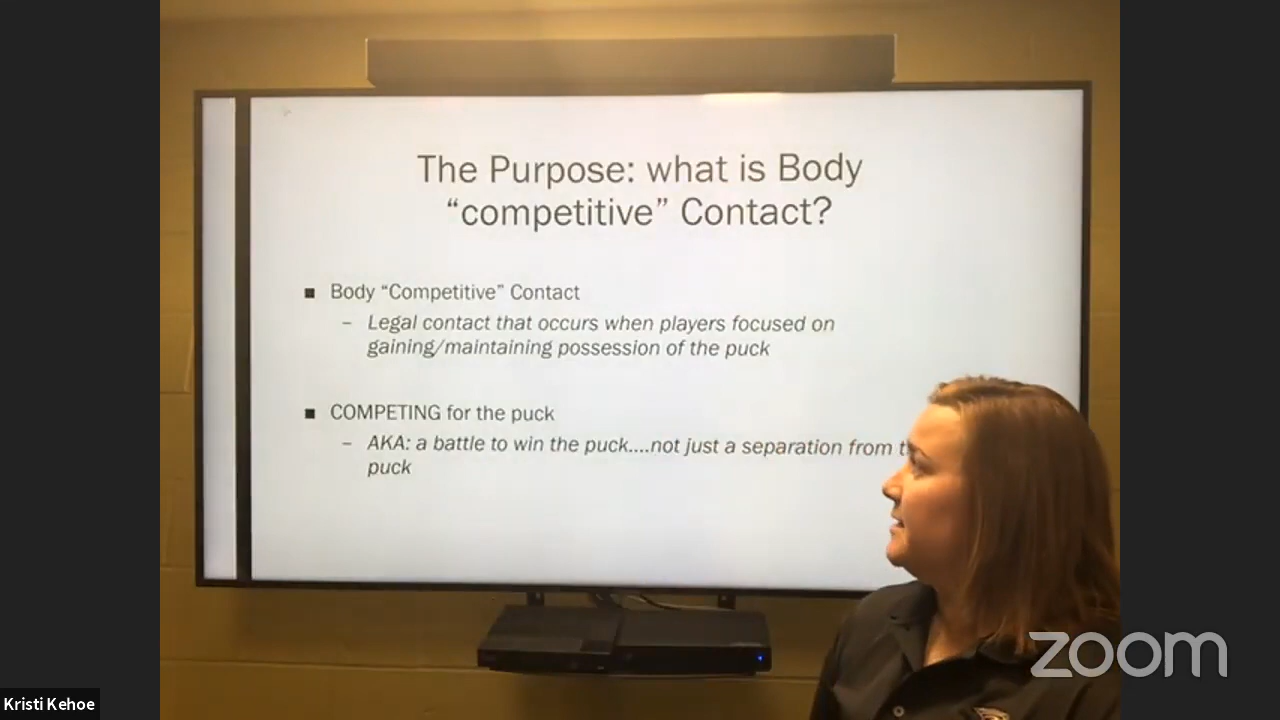 The Purpose: what is Body
“competitive” Contact?
■ Body “Competitive” Contact
– Legal contact that occurs when players focused on
gaining/maintaining possession of the puck
■ COMPETING for the puck
– AKA: a battle to win the puck....not just a separation from
puck
zoom
Kristi Kehoe